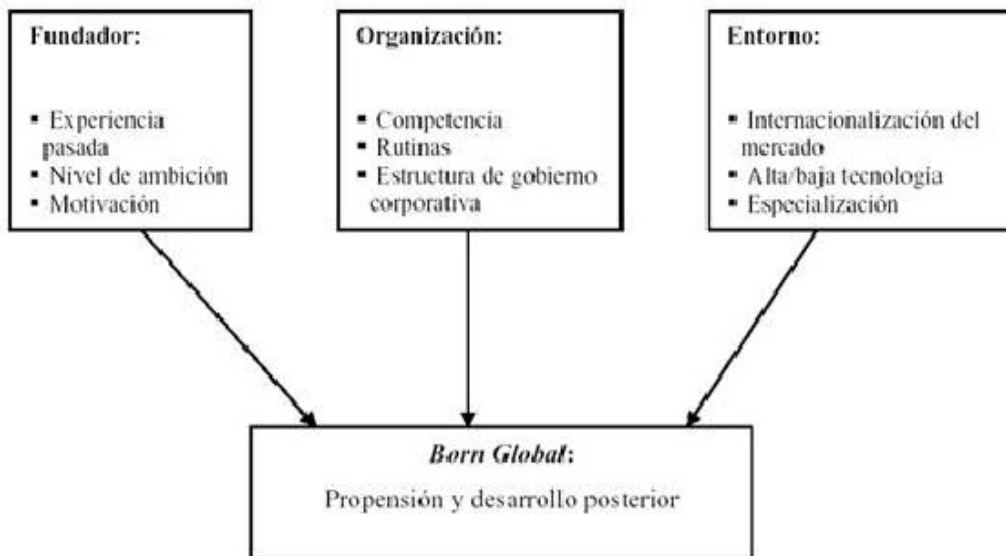 Fundador:
▪ Experiencia
pasada
▪ Nivel de ambición
▪ Motivación
Organización:
▪ Competencia
▪ Rutinas
▪ Estructura de gobierno
corporativa
Entorno:
▪ Internacionalización del
mercado
▪ Alta/baja tecnología
▪ Especialización
Born Global:
Propensión y desarrollo posterior